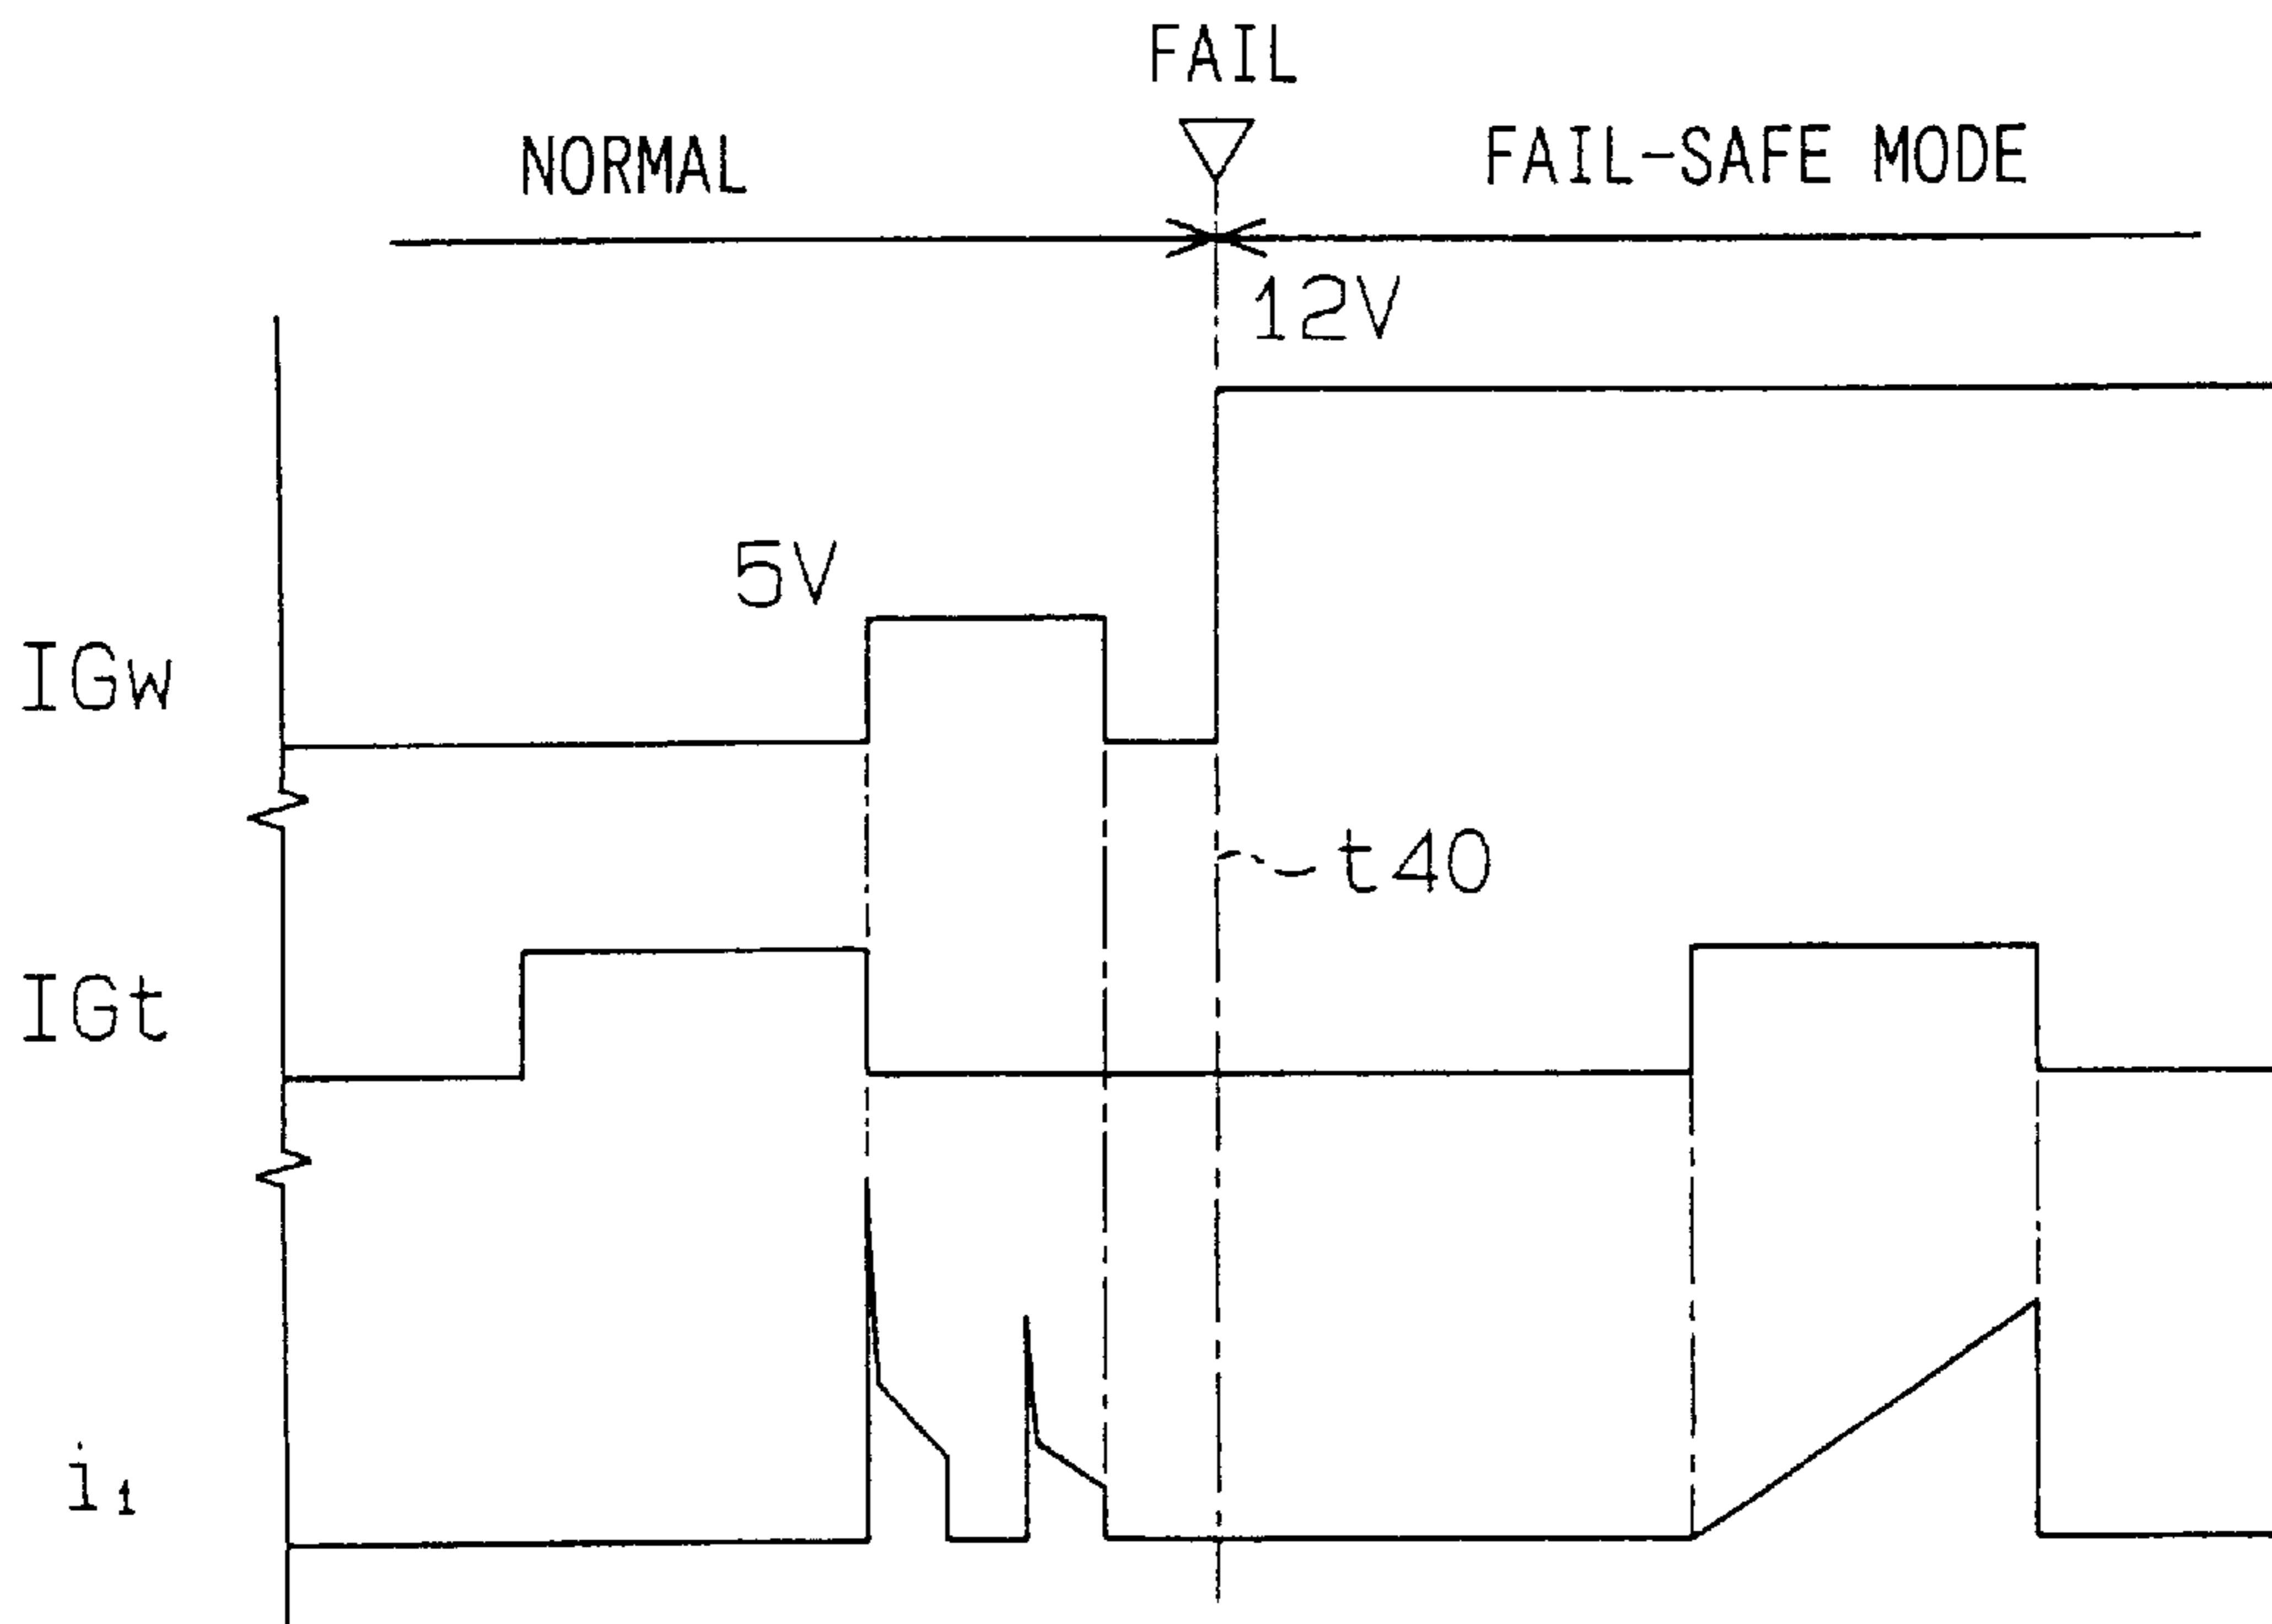 FAIL
NORMAL
FAIL-SAFE MODE
12V
5V
IGw
t40
IGt
i₁